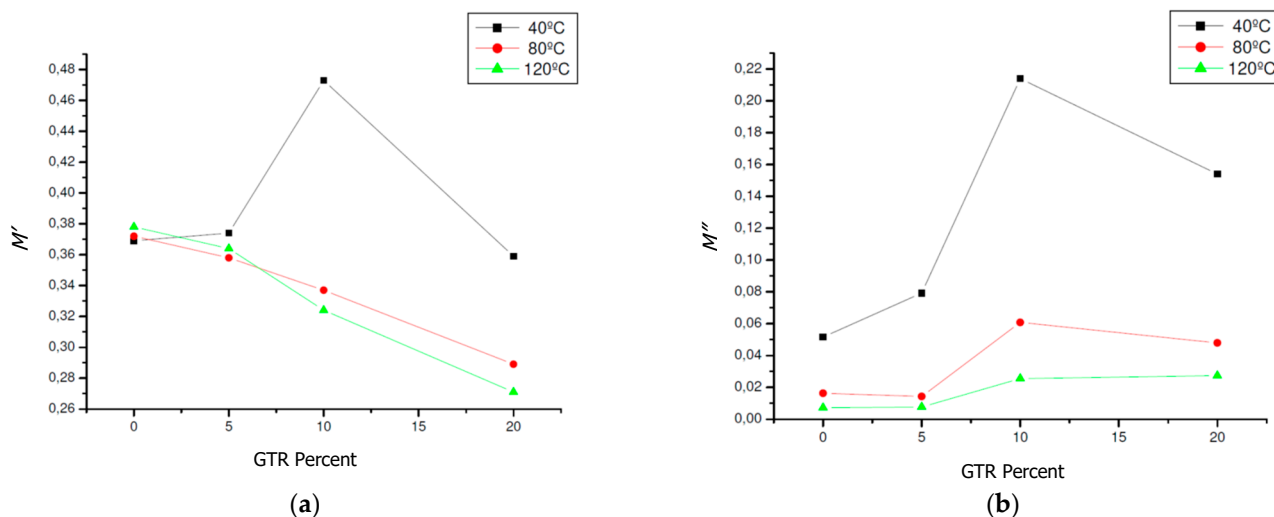 40ºC
80ºC
120ºC
0,48
0,46
0,44
0,42
0,40
0,38
0,36
0,34
0,32
0,30
0,28
0,26
M′
0 5 10 15 20
GTR Percent
(a)
40ºC
80ºC
120ºC
0,22
0,20
0,18
0,16
0,14
0,12
0,10
0,08
0,06
0,04
0,02
0,00
M″
0 5 10 15 20
GTR Percent
(b)